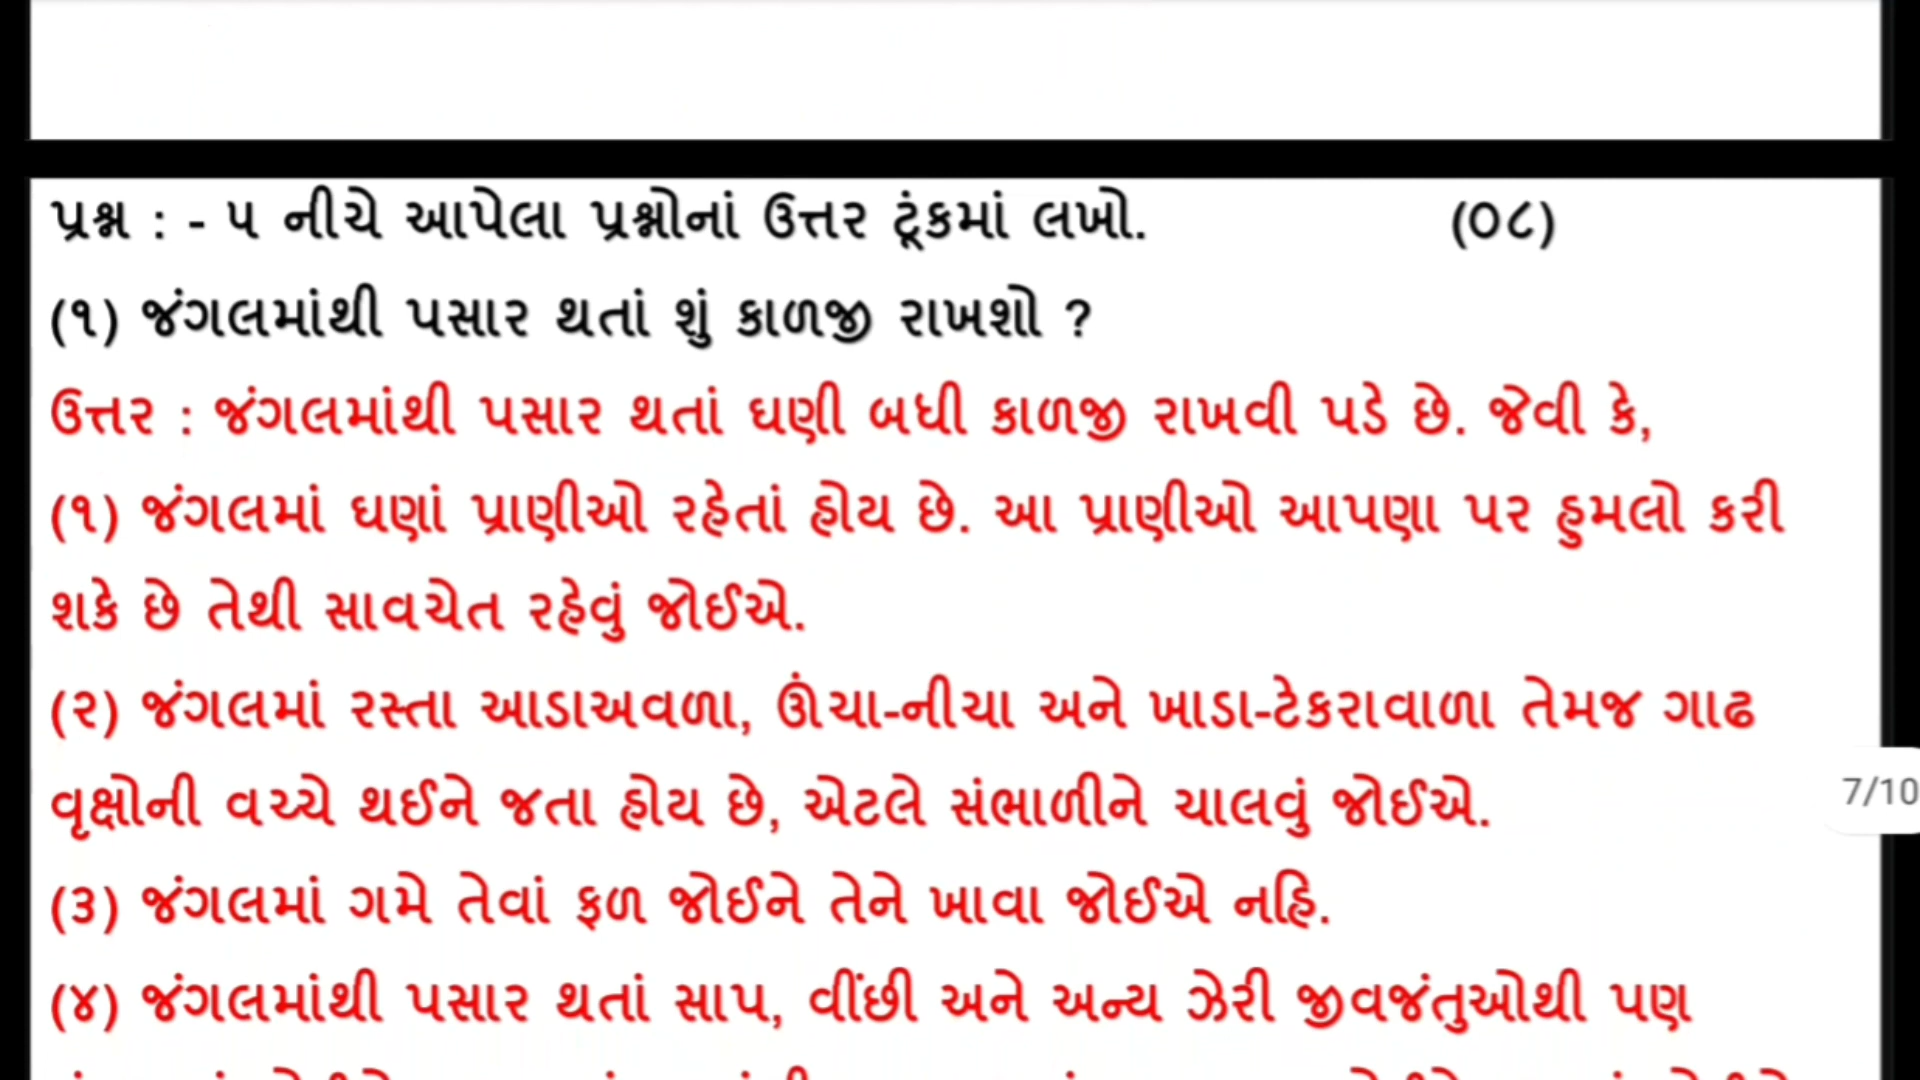 પ્રશ્ન : - ૫ નીચે આપેલા પ્રશ્નોનાં ઉત્તર ટૂંકમાં લખો. (૦૮)
(૧) જંગલમાંથી પસાર થતાં શું કાળજી રાખશો ?
ઉત્તર : જંગલમાંથી પસાર થતાં ઘણી બધી કાળજી રાખવી પડે છે. જેવી કે,
(૧) જંગલમાં ઘણાં પ્રાણીઓ રહેતાં હોય છે. આ પ્રાણીઓ આપણા પર હુમલો કરી
શકે છે તેથી સાવચેત રહેવું જોઈએ.
(૨) જંગલમાં રસ્તા આડાઅવળા, ઊંચા-નીચા અને ખાડા-ટેકરાવાળા તેમજ ગાઢ
વૃક્ષોની વચ્ચે થઈને જતા હોય છે, એટલે સંભાળીને ચાલવું જોઈએ.
7/10
(૩) જંગલમાં ગમે તેવાં ફળ જોઈને તેને ખાવા જોઈએ નહિ.
(૪) જંગલમાંથી પસાર થતાં સાપ, વીંછી અને અન્ય ઝેરી જીવજંતુઓથી પણ